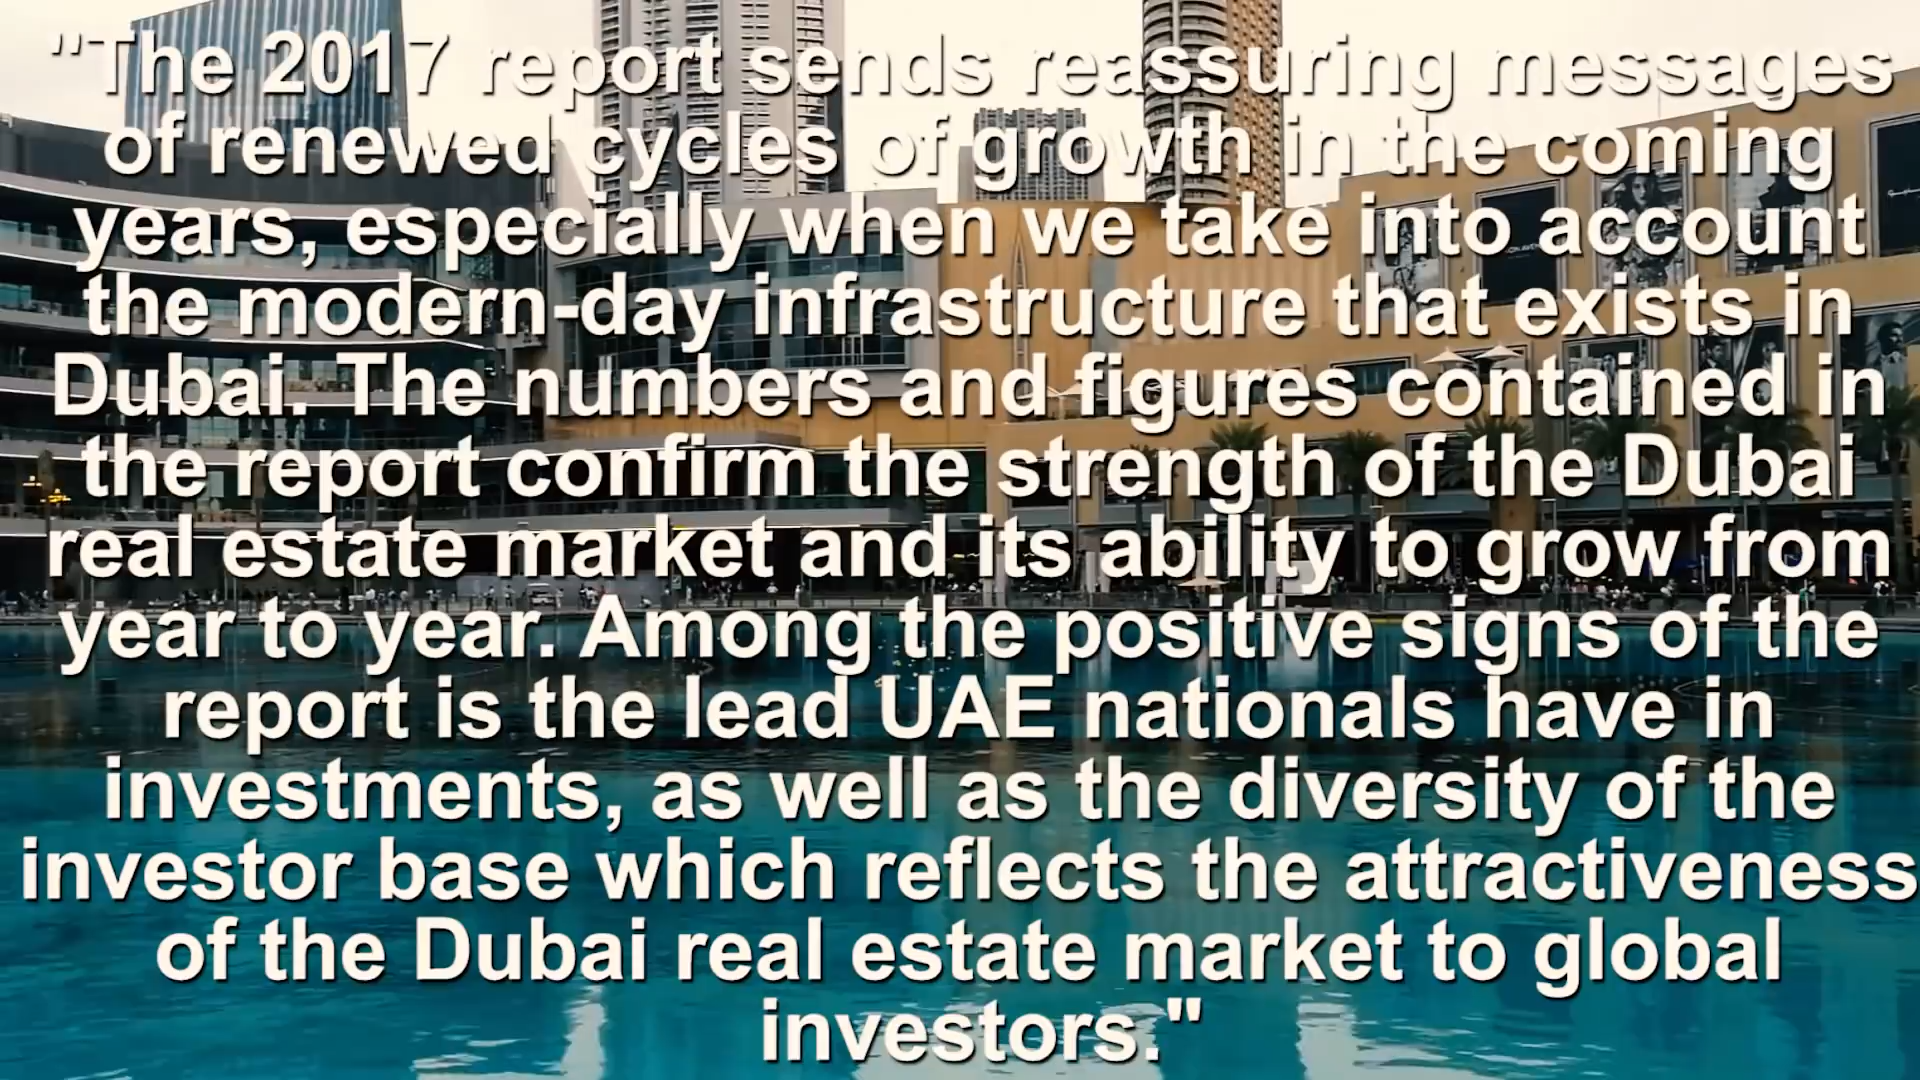 "The 2017 report sends reassuring messages
of renewed cycles of growth in the coming
years, especially when we take into account
the modern-day infrastructure that exists in
Dubai. The numbers and figures contained in
the report confirm the strength of the Dubai
real estate market and its ability to grow from
year to year. Among the positive signs of the
report is the lead UAE nationals have in
investments, as well as the diversity of the
investor base which reflects the attractiveness
of the Dubai real estate market to global
investors."